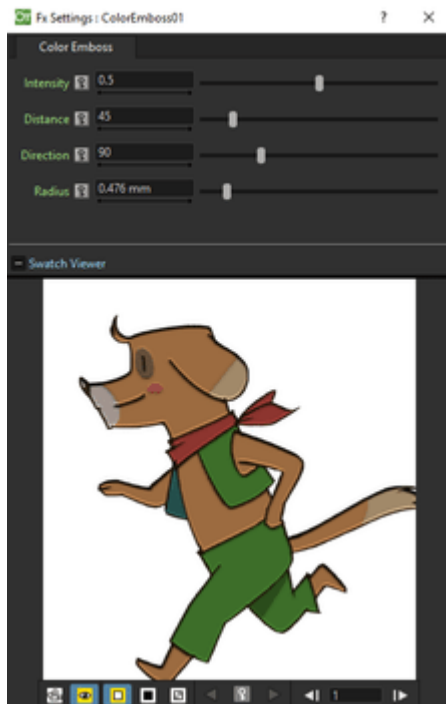 Fx Settings : ColorEmboss01
Color Emboss
Intensity 0.5
Distance 45
Direction 90
Radius 0.476 mm
Swatch Viewer
1